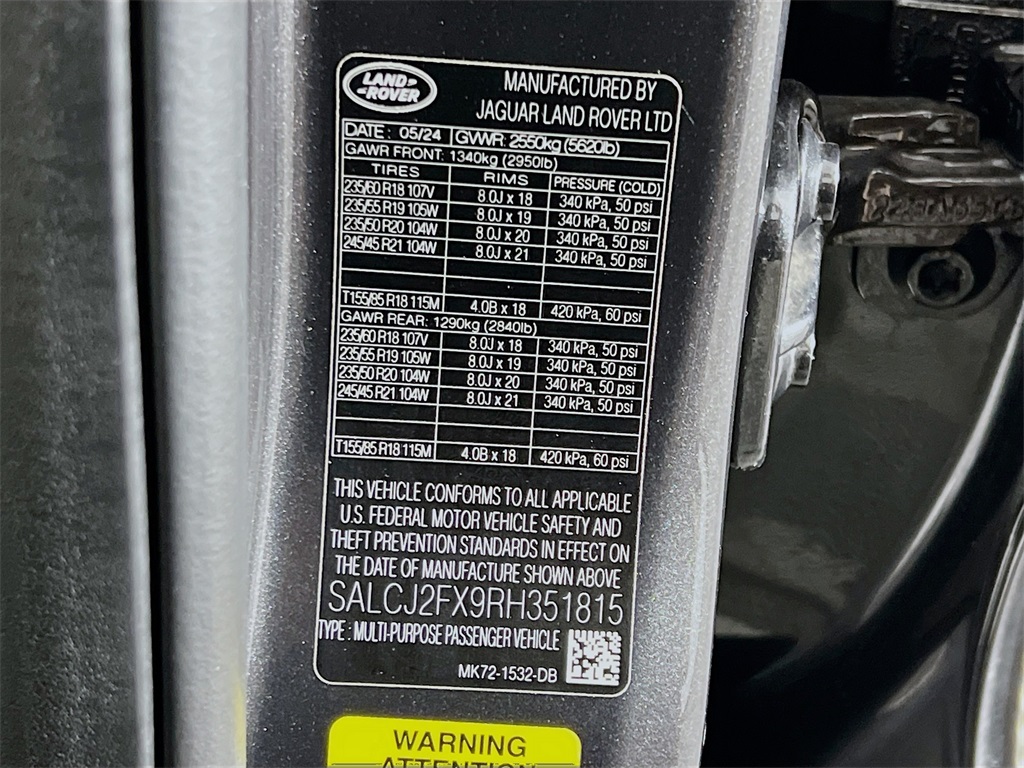 LAND ROVER
MANUFACTURED BY
JAGUAR LAND ROVER LTD
DATE: 05/24 GVWR: 2550kg (5620lb)
GAWR FRONT: 1340kg (2950lb)
TIRES RIMS PRESSURE (COLD)
235/60 R18 107V 8.0J x 18 340 kPa, 50 psi
235/55 R19 105W 8.0J x 19 340 kPa, 50 psi
235/50 R20 104W 8.0J x 20 340 kPa, 50 psi
245/45 R21 104W 8.0J x 21 340 kPa, 50 psi
T155/85 R18 115M 4.0B x 18 420 kPa, 60 psi
GAWR REAR: 1290kg (2840lb)
235/60 R18 107V 8.0J x 18 340 kPa, 50 psi
235/55 R19 105W 8.0J x 19 340 kPa, 50 psi
235/50 R20 104W 8.0J x 20 340 kPa, 50 psi
245/45 R21 104W 8.0J x 21 340 kPa, 50 psi
T155/85 R18 115M 4.0B x 18 420 kPa, 60 psi
THIS VEHICLE CONFORMS TO ALL APPLICABLE
U.S. FEDERAL MOTOR VEHICLE SAFETY AND
THEFT PREVENTION STANDARDS IN EFFECT ON
THE DATE OF MANUFACTURE SHOWN ABOVE
SALCJ2FX9RH351815
TYPE : MULTI-PURPOSE PASSENGER VEHICLE
MK72-1532-DB
WARNING
ATTENTION